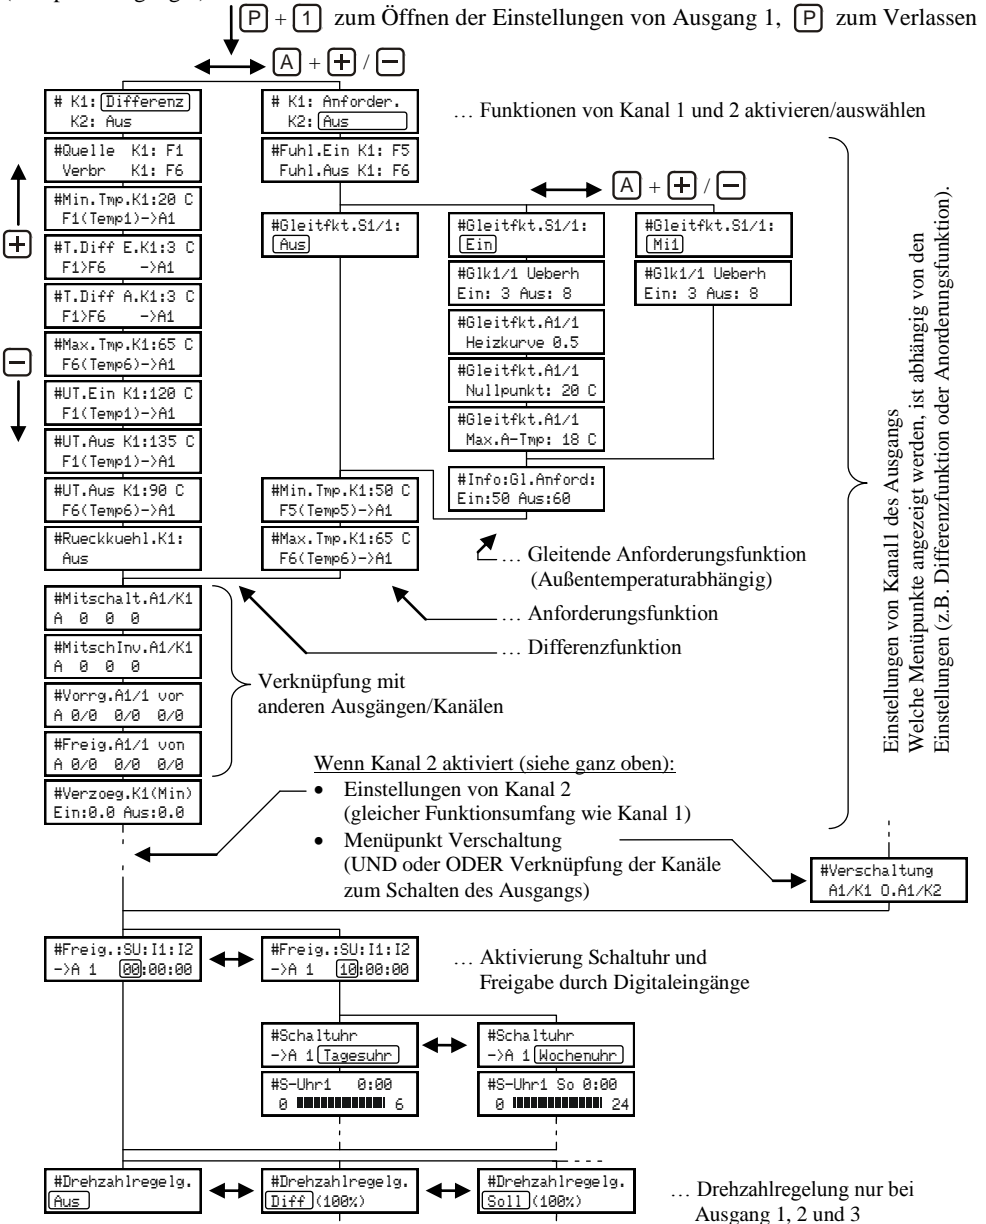 P + 1 zum Öffnen der Einstellungen von Ausgang 1, P zum Verlassen
A + + / −
# K1: Differenz
K2: Aus
# K1: Anforder.
K2: Aus
… Funktionen von Kanal 1 und 2 aktivieren/auswählen
#Quelle K1: F1
Verbr K1: F6
#Min.Tmp.K1:20 C
F1(Temp1)->A1
#T.Diff E.K1:3 C
F1>F6 ->A1
#T.Diff A.K1:3 C
F1>F6 ->A1
#Max.Tmp.K1:65 C
F6(Temp6)->A1
#UT.Ein K1:120 C
F1(Temp1)->A1
#UT.Aus K1:135 C
F1(Temp1)->A1
#UT.Aus K1:90 C
F6(Temp6)->A1
#Rueckkuehl.K1:
Aus
+
−
#Fuhl.Ein K1: F5
Fuhl.Aus K1: F6
A + + / −
#Gleitfkt.S1/1:
Aus
#Gleitfkt.S1/1:
Ein
#Gleitfkt.S1/1:
Mi1
#Glk1/1 Ueberh
Ein: 3 Aus: 8
#Glk1/1 Ueberh
Ein: 3 Aus: 8
#Gleitfkt.A1/1
Heizkurve 0.5
#Gleitfkt.A1/1
Nullpunkt: 20 C
#Gleitfkt.A1/1
Max.A-Tmp: 18 C
#Info:Gl.Anford:
Ein:50 Aus:60
#Min.Tmp.K1:50 C
F5(Temp5)->A1
#Max.Tmp.K1:65 C
F6(Temp6)->A1
… Gleitende Anforderungsfunktion
(Außentemperaturabhängig)
… Anforderungsfunktion
… Differenzfunktion
Einstellungen von Kanal1 des Ausgangs
Welche Menüpunkte angezeigt werden, ist abhängig von den
Einstellungen (z.B. Differenzfunktion oder Anorderungsfunktion).
#Mitschalt.A1/K1
A 0 0 0
#MitschInv.A1/K1
A 0 0 0
#Vorrg.A1/1 vor
A 0/0 0/0 0/0
#Freig.A1/1 von
A 0/0 0/0 0/0
Verknüpfung mit
anderen Ausgängen/Kanälen
#Verzoeg.K1(Min)
Ein:0.0 Aus:0.0
Wenn Kanal 2 aktiviert (siehe ganz oben):
• Einstellungen von Kanal 2
(gleicher Funktionsumfang wie Kanal 1)
• Menüpunkt Verschaltung
(UND oder ODER Verknüpfung der Kanäle
zum Schalten des Ausgangs)
#Verschaltung
A1/K1 O.A1/K2
#Freig.:SU:I1:I2
->A 1 00:00:00
#Freig.:SU:I1:I2
->A 1 10:00:00
… Aktivierung Schaltuhr und
Freigabe durch Digitaleingänge
#Schaltuhr
->A 1 Tagesuhr
#Schaltuhr
->A 1 Wochenuhr
#S-Uhr1 0:00
0 6
#S-Uhr1 So 0:00
0 24
#Drehzahlregelg.
Aus
#Drehzahlregelg.
Diff (100%)
#Drehzahlregelg.
Soll (100%)
… Drehzahlregelung nur bei
Ausgang 1, 2 und 3